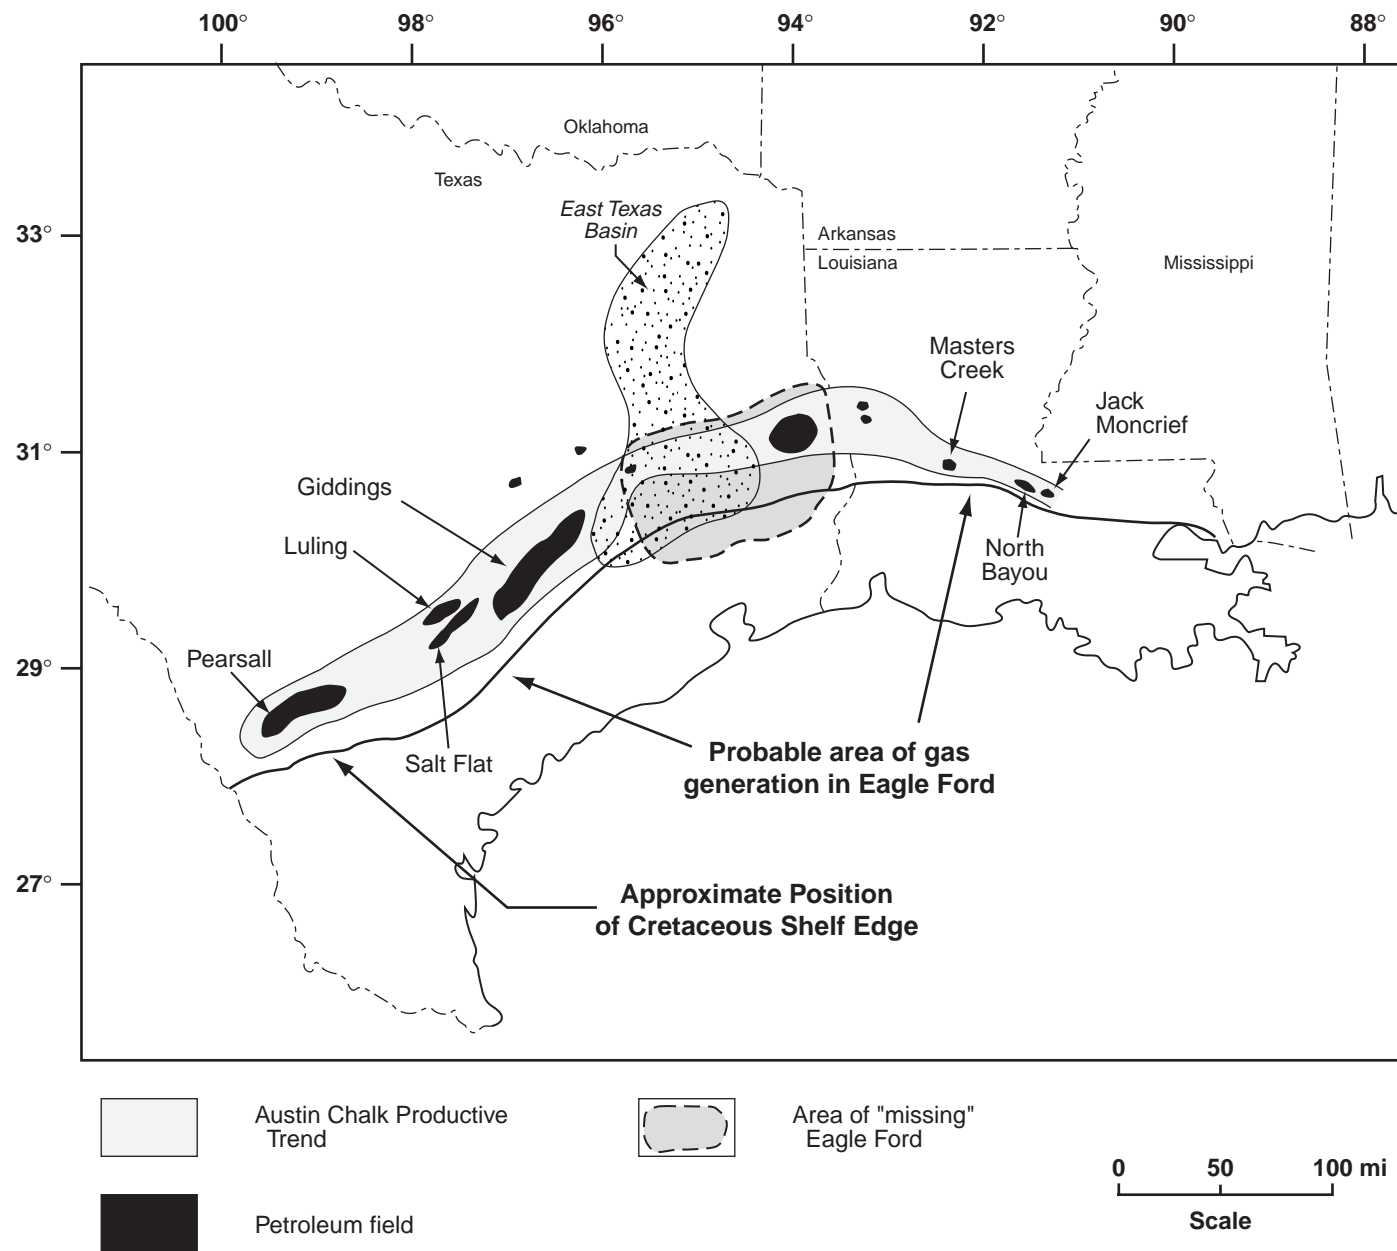 100° 98° 96° 94° 92° 90° 88°
Oklahoma
Texas
East Texas
Basin
33°
Arkansas
Louisiana
Mississippi
Masters
Creek
Jack
Moncrief
31°
Giddings
Luling
North
Bayou
29°
Pearsall
Salt Flat
Probable area of gas
generation in Eagle Ford
27°
Approximate Position
of Cretaceous Shelf Edge
Austin Chalk Productive
Trend
Area of "missing"
Eagle Ford
0 50 100 mi
Scale
Petroleum field